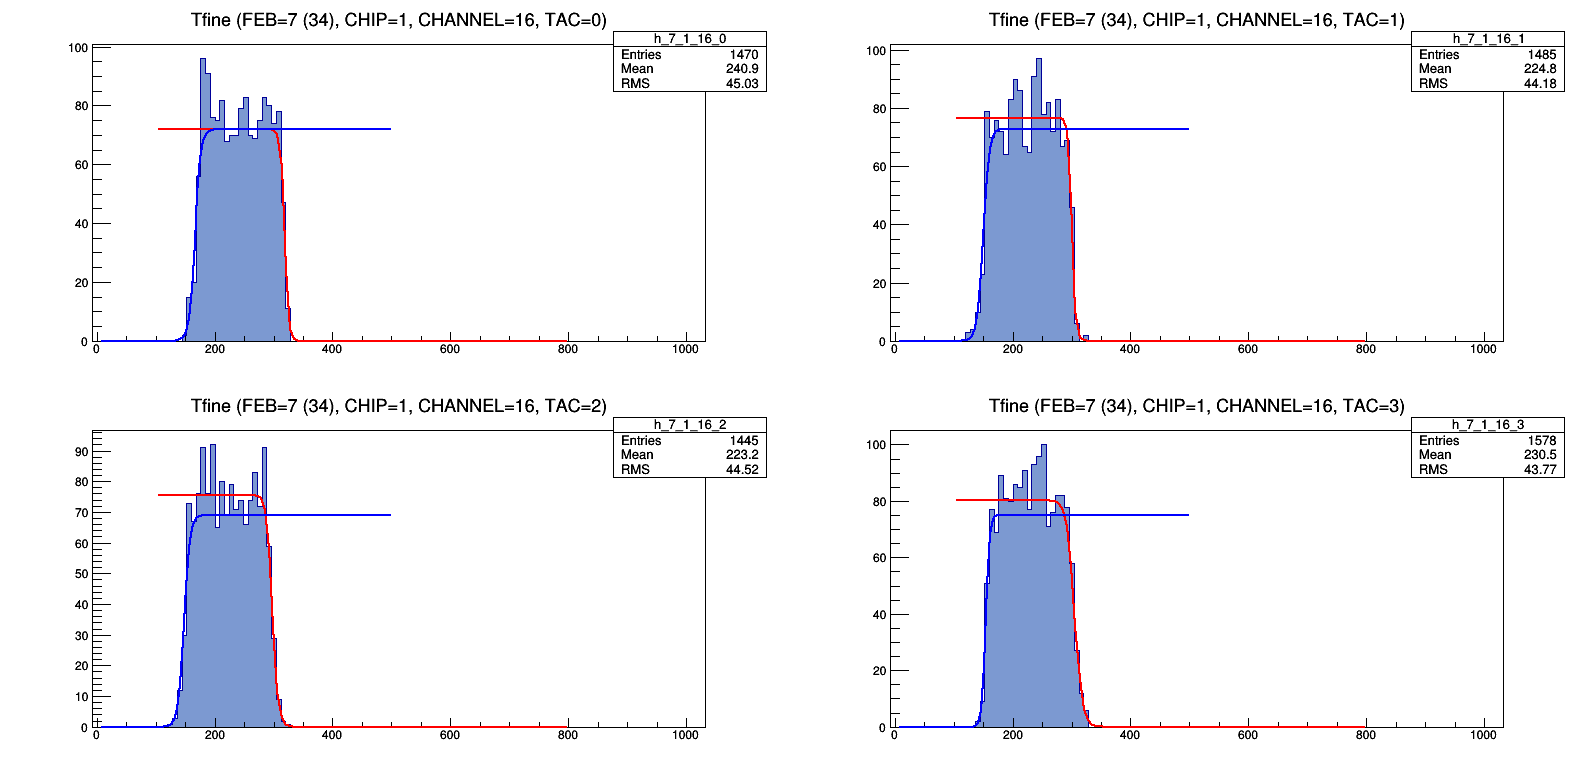 Tfine (FEB=7 (34), CHIP=1, CHANNEL=16, TAC=0)
h_7_1_16_0
Entries 1470
Mean 240.9
RMS 45.03
100
80
60
40
20
0
0 200 400 600 800 1000
Tfine (FEB=7 (34), CHIP=1, CHANNEL=16, TAC=1)
h_7_1_16_1
Entries 1485
Mean 224.8
RMS 44.18
100
80
60
40
20
0
0 200 400 600 800 1000
Tfine (FEB=7 (34), CHIP=1, CHANNEL=16, TAC=2)
h_7_1_16_2
Entries 1445
Mean 223.2
RMS 44.52
90
80
70
60
50
40
30
20
10
0
0 200 400 600 800 1000
Tfine (FEB=7 (34), CHIP=1, CHANNEL=16, TAC=3)
h_7_1_16_3
Entries 1578
Mean 230.5
RMS 43.77
100
80
60
40
20
0
0 200 400 600 800 1000